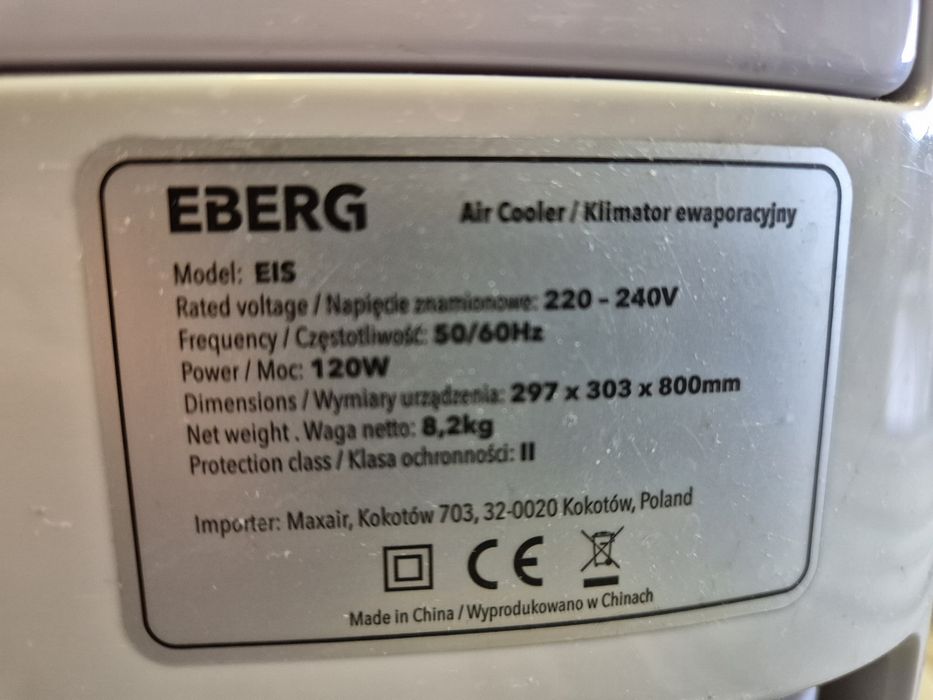 EBERG
Air Cooler / Klimator ewaporacyjny
Model: EIS
Rated voltage / Napięcie znamionowe: 220 - 240V
Frequency / Częstotliwość: 50/60Hz
Power / Moc: 120W
Dimensions / Wymiary urządzenia: 297 x 303 x 800mm
Net weight . Waga netto: 8,2kg
Protection class / Klasa ochronności: II
Importer: Maxair, Kokotów 703, 32-0020 Kokotów, Poland
CE
Made in China / Wyprodukowano w Chinach